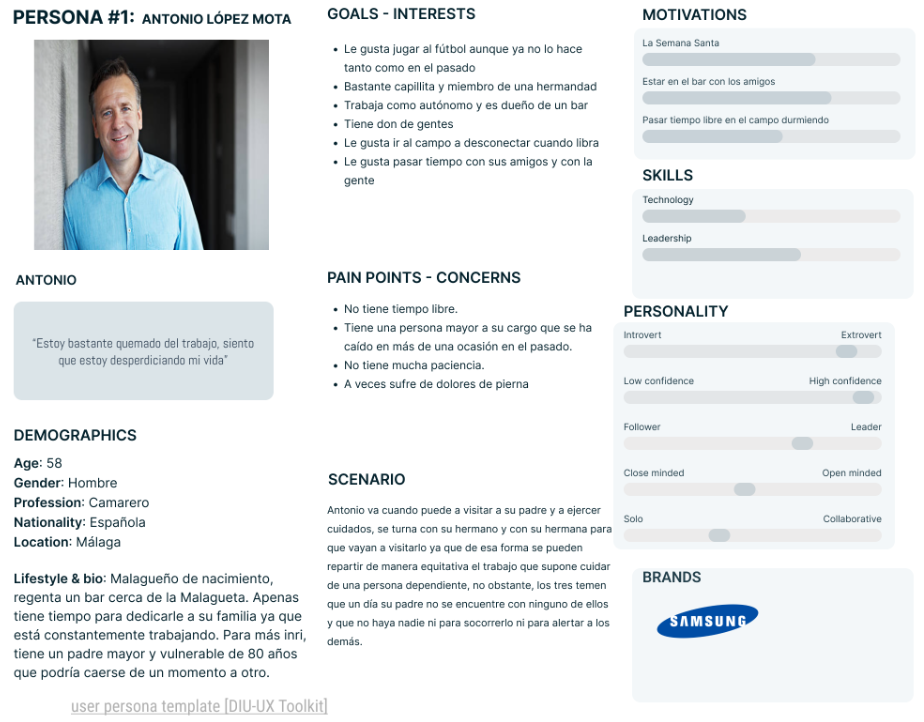 PERSONA #1: ANTONIO LÓPEZ MOTA
ANTONIO
“Estoy bastante quemado del trabajo, siento
que estoy desperdiciando mi vida”
DEMOGRAPHICS
Age: 58
Gender: Hombre
Profession: Camarero
Nationality: Española
Location: Málaga
Lifestyle & bio: Malagueño de nacimiento,
regenta un bar cerca de la Malagueta. Apenas
tiene tiempo para dedicarle a su familia ya que
está constantemente trabajando. Para más inri,
tiene un padre mayor y vulnerable de 80 años
que podría caerse de un momento a otro.
user persona template [DIU-UX Toolkit]
GOALS - INTERESTS
• Le gusta jugar al fútbol aunque ya no lo hace
tanto como en el pasado
• Bastante capillita y miembro de una hermandad
• Trabaja como autónomo y es dueño de un bar
• Tiene don de gentes
• Le gusta ir al campo a desconectar cuando libra
• Le gusta pasar tiempo con sus amigos y con la
gente
PAIN POINTS - CONCERNS
• No tiene tiempo libre.
• Tiene una persona mayor a su cargo que se ha
caído en más de una ocasión en el pasado.
• No tiene mucha paciencia.
• A veces sufre de dolores de pierna
SCENARIO
Antonio va cuando puede a visitar a su padre y a ejercer
cuidados, se turna con su hermano y con su hermana para
que vayan a visitarlo ya que de esa forma se pueden
repartir de manera equitativa el trabajo que supone cuidar
de una persona dependiente, no obstante, los tres temen
que un día su padre no se encuentre con ninguno de ellos
y que no haya nadie ni para socorrerlo ni para alertar a los
demás.
MOTIVATIONS
La Semana Santa
Estar en el bar con los amigos
Pasar tiempo libre en el campo durmiendo
SKILLS
Technology
Leadership
PERSONALITY
Introvert Extrovert
Low confidence High confidence
Follower Leader
Close minded Open minded
Solo Collaborative
BRANDS
SAMSUNG